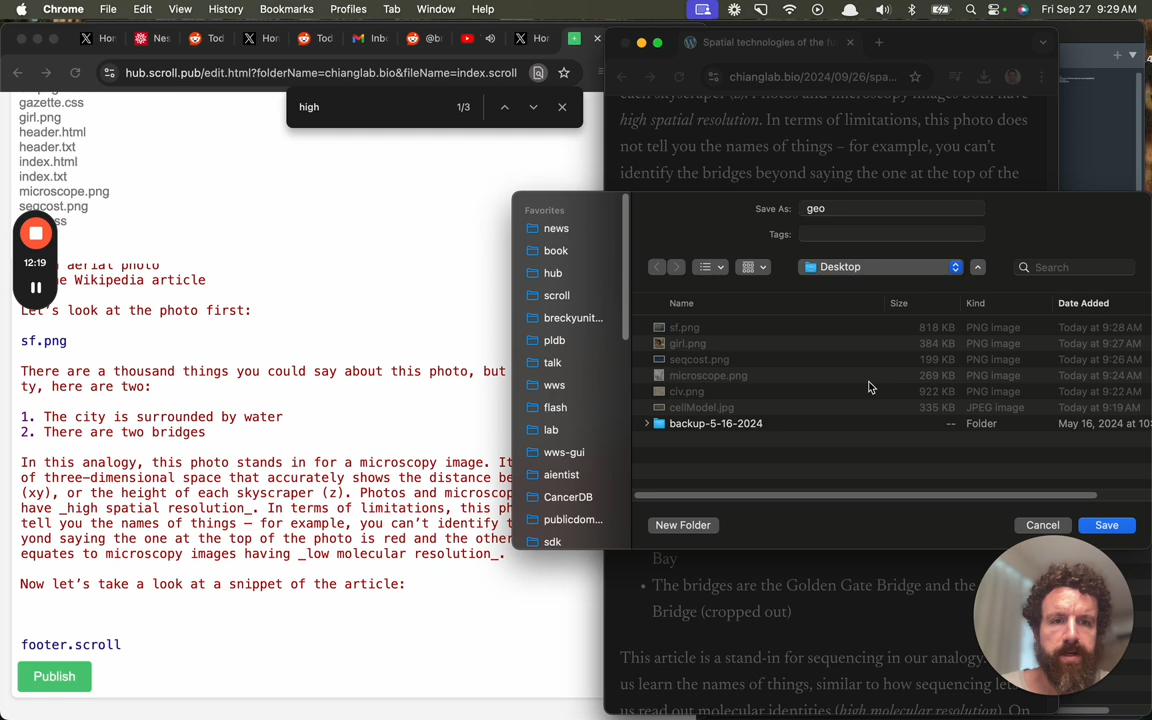 Chrome File Edit View History Bookmarks Profiles Tab Window Help Fri Sep 27 9:29 AM
Hor Nes Tod Hor Tod Inb @br Hor
Spatial technologies of the fu
hub.scroll.pub/edit.html?folderName=chianglab.bio&fileName=index.scroll
chianglab.bio/2024/09/26/spa...
high 1/3
gazette.css
girl.png
header.html
header.txt
index.html
index.txt
microscope.png
seqcost.png
12:19
aerial photo
Wikipedia article
Let's look at the photo first:
sf.png
There are a thousand things you could say about this photo, but
ty, here are two:
1. The city is surrounded by water
2. There are two bridges
In this analogy, this photo stands in for a microscopy image. It
of three-dimensional space that accurately shows the distance be
(xy), or the height of each skyscraper (z). Photos and microscop
have _high spatial resolution_. In terms of limitations, this ph
tell you the names of things – for example, you can't identify t
yond saying the one at the top of the photo is red and the other
equates to microscopy images having _low molecular resolution_.
Now let's take a look at a snippet of the article:
footer.scroll
Publish
each skyscraper (z). Photos and microscopy images both have
high spatial resolution. In terms of limitations, this photo does
not tell you the names of things – for example, you can't
identify the bridges beyond saying the one at the top of the
Favorites
news
book
hub
scroll
breckyunit...
pldb
talk
wws
flash
lab
wws-gui
aientist
CancerDB
publicdom...
sdk
Save As: geo
Tags:
Desktop
Search
Name Size Kind Date Added
sf.png 818 KB PNG image Today at 9:28 AM
girl.png 384 KB PNG image Today at 9:27 AM
seqcost.png 199 KB PNG image Today at 9:26 AM
microscope.png 269 KB PNG image Today at 9:24 AM
civ.png 922 KB PNG image Today at 9:22 AM
cellModel.jpg 335 KB JPEG image Today at 9:19 AM
backup-5-16-2024 -- Folder May 16, 2024 at 10:
New Folder Cancel Save
Bay
• The bridges are the Golden Gate Bridge and the
Bridge (cropped out)
This article is a stand-in for sequencing in our analogy.
us learn the names of things, similar to how sequencing lets
us read out molecular identities (high molecular resolution). On